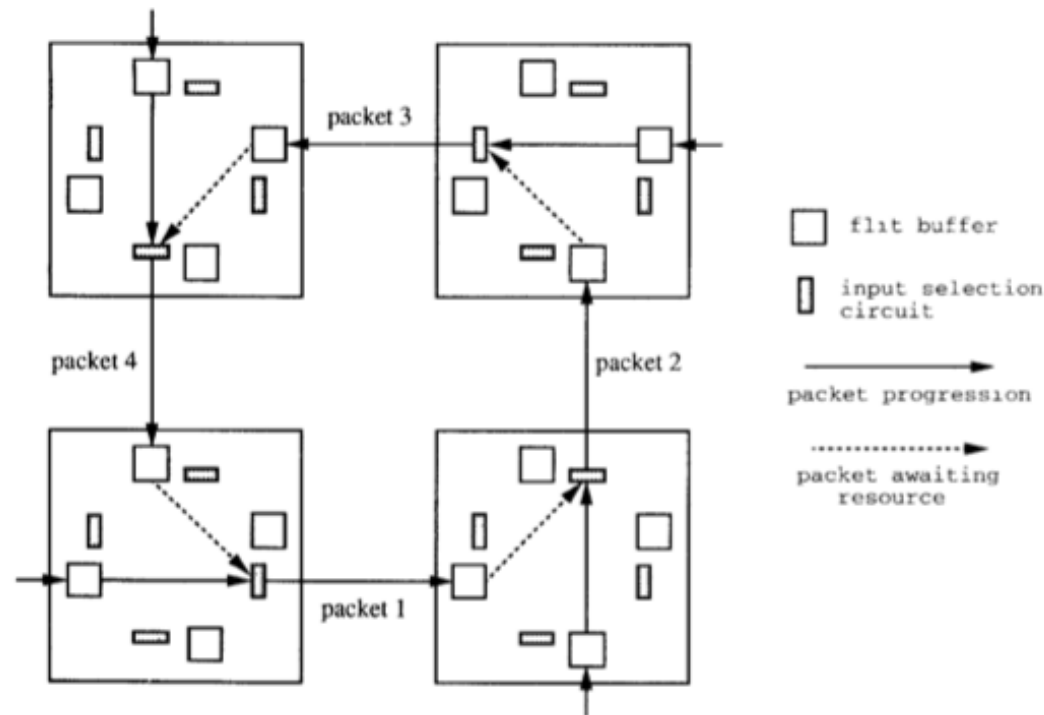 packet 3
packet 4
packet 2
packet 1
flit buffer
input selection
circuit
packet progression
packet awaiting
resource